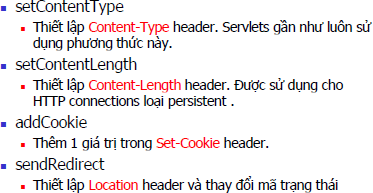 setContentType
Thiết lập Content-Type header. Servlets gần như luôn sử
dụng phương thức này.
setContentLength
Thiết lập Content-Length header. Được sử dụng cho
HTTP connections loại persistent .
addCookie
Thêm 1 giá trị trong Set-Cookie header.
sendRedirect
Thiết lập Location header và thay đổi mã trạng thái